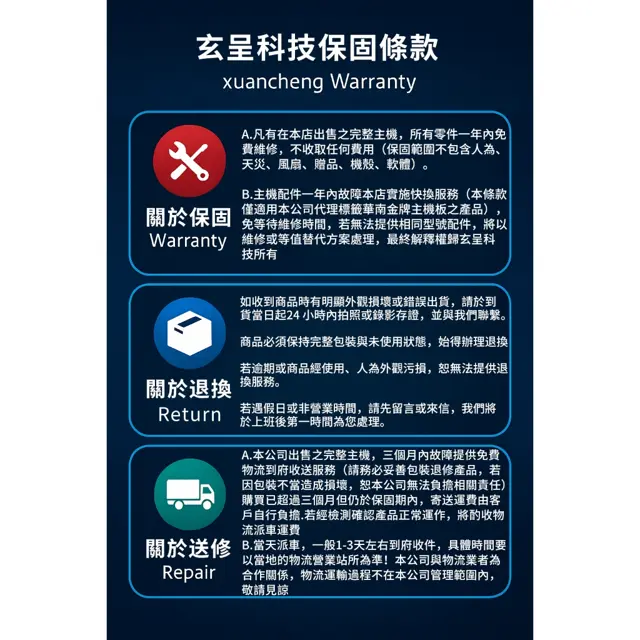 玄呈科技保固條款
xuancheng Warranty
關於保固
Warranty
A.凡有在本店出售之完整主機，所有零件一年內免
費維修，不收取任何費用（保固範圍不包含人為、
天災、風扇、贈品、機殼、軟體）。
B.主機配件一年內故障本店實施快換服務（本條款
僅適用本公司代理標籤華南金牌主機板之產品），
免等待維修時間，若無法提供相同型號配件，將以
維修或等值替代方案處理，最終解釋權歸玄呈科
技所有
關於退換
Return
如收到商品時有明顯外觀損壞或錯誤出貨，請於到
貨當日起24 小時內拍照或錄影存證，並與我們聯繫。
商品必須保持完整包裝與未使用狀態，始得辦理退換
若逾期或商品經使用、人為外觀污損，恕無法提供退
換服務。
若遇假日或非營業時間，請先留言或來信，我們將
於上班後第一時間為您處理。
關於送修
Repair
A.本公司出售之完整主機，三個月內故障提供免費
物流到府收送服務（請務必妥善包裝退修產品，若
因包裝不當造成損壞，恕本公司無法負擔相關責任）
購買已超過三個月但仍於保固期內，寄送運費由客
戶自行負擔.若經檢測確認產品正常運作，將酌收物
流派車運費
B.當天派車，一般1-3天左右到府收件，具體時間要
以當地的物流營業站所為準！本公司與物流業者為
合作關係，物流運輸過程不在本公司管理範圍內，
敬請見諒